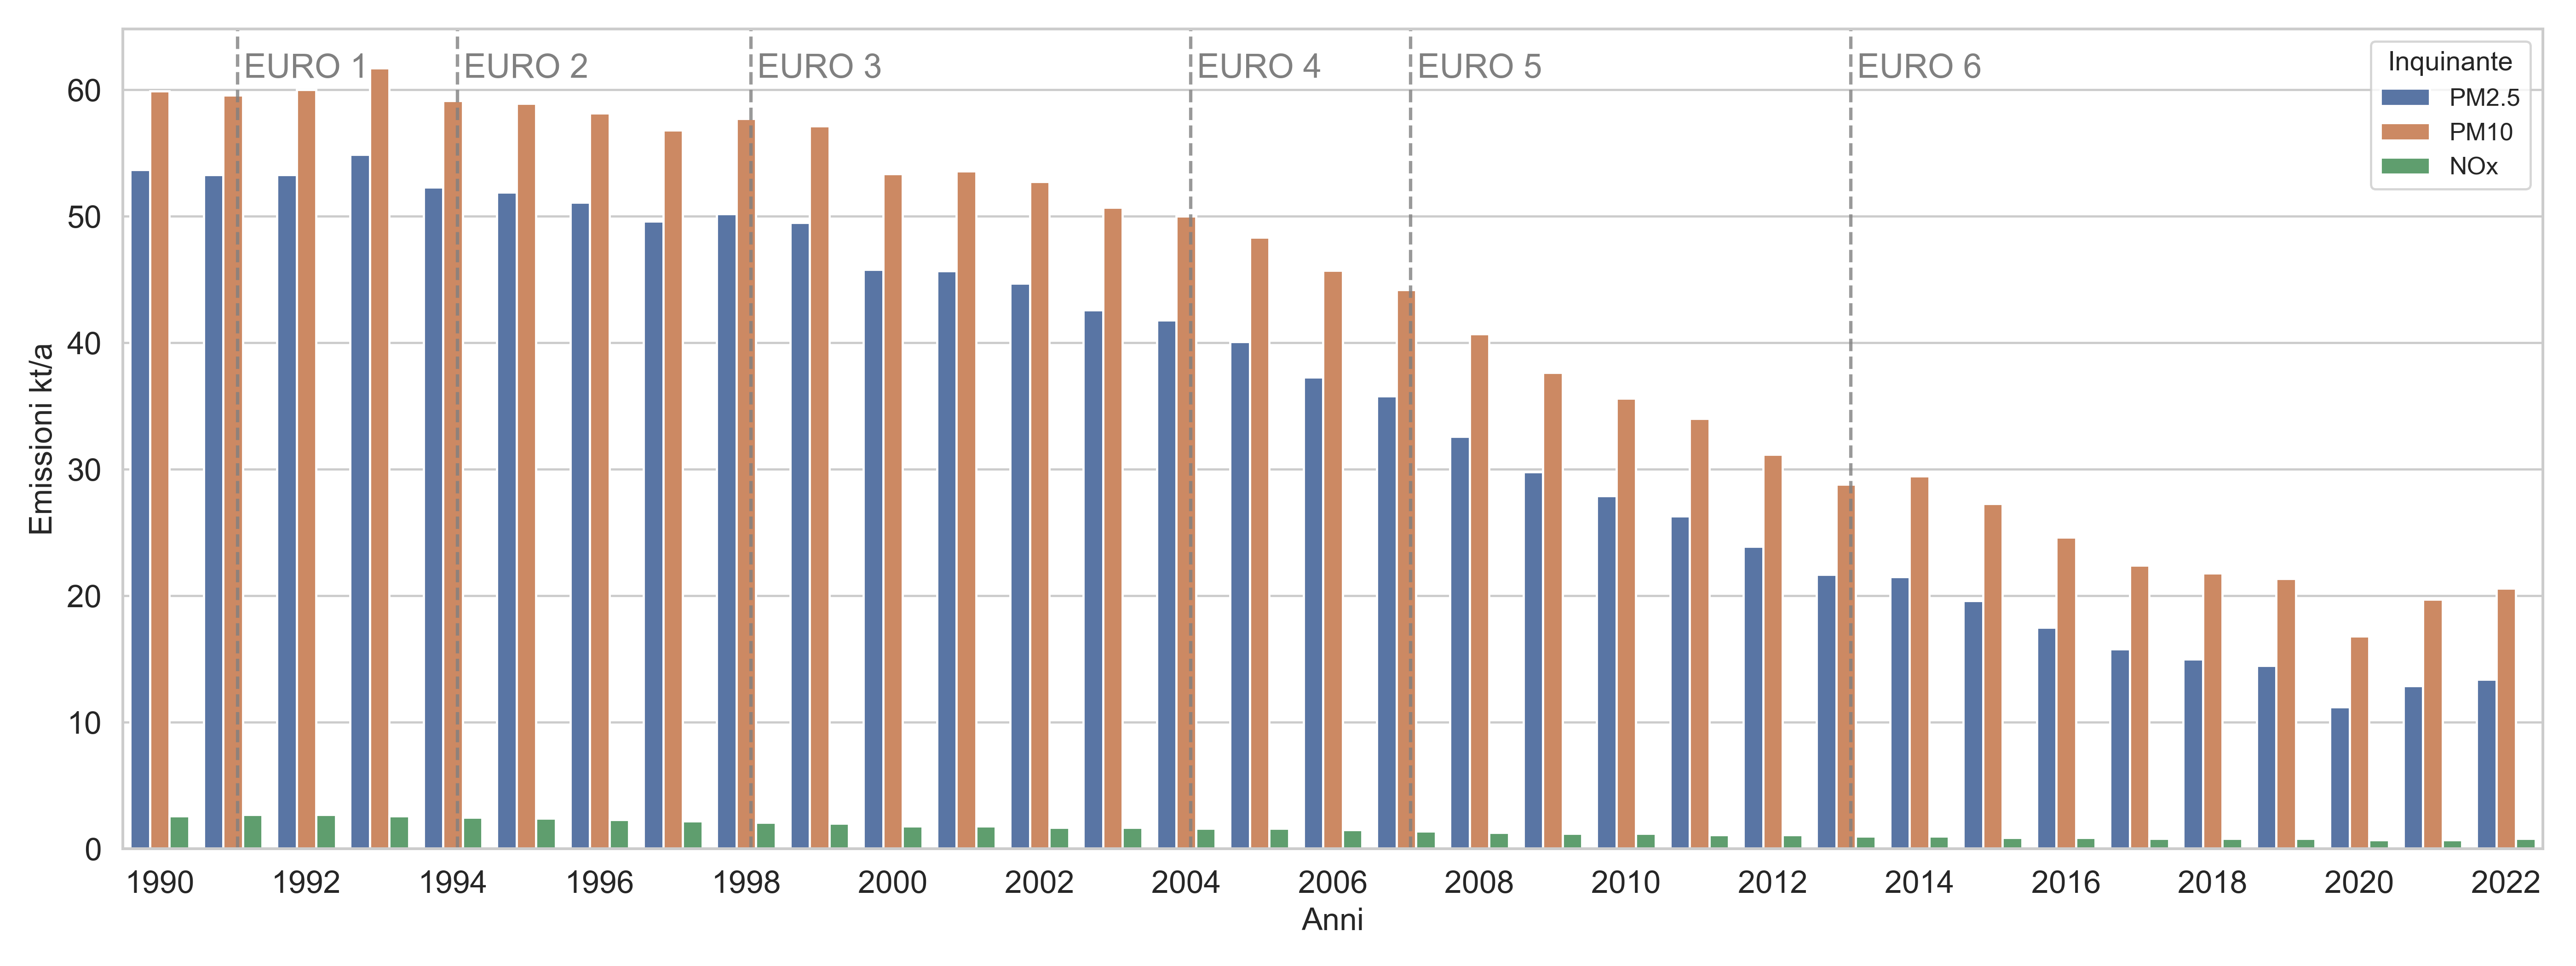 EURO 1
EURO 2
EURO 3
EURO 4
EURO 5
EURO 6
Inquinante
PM2.5
PM10
NOx
Emissioni kt/a
60
50
40
30
20
10
0
1990
1992
1994
1996
1998
2000
2002
2004
2006
2008
2010
2012
2014
2016
2018
2020
2022
Anni